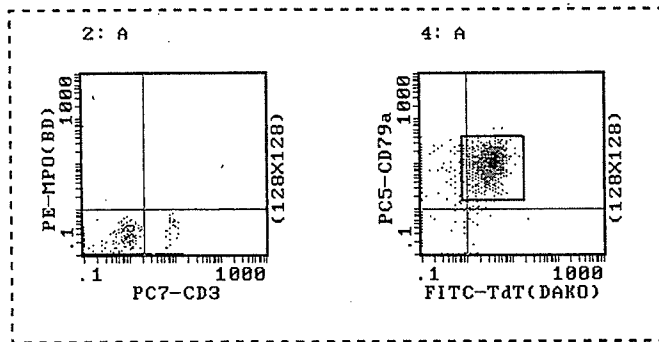 2: A
4: A
PE-MPO(BD)
1000
.1
.1
1000
PC7-CD3
(128X128)
PC5-CD79a
1000
.1
.1
1000
FITC-TdT(DAKO)
(128X128)